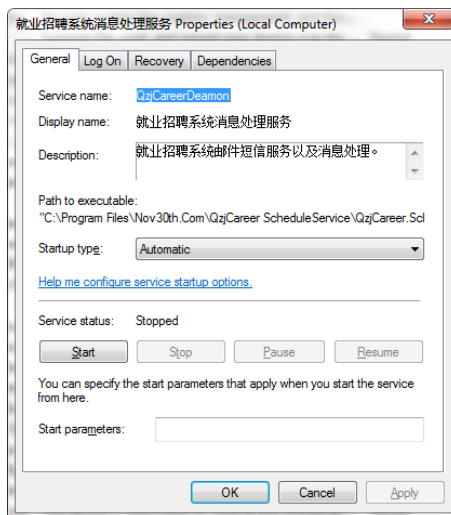 就业招聘系统消息处理服务 Properties (Local Computer)
General Log On Recovery Dependencies
Service name: QzjCareerDeamon
Display name: 就业招聘系统消息处理服务
Description: 就业招聘系统邮件短信服务以及消息处理。
Path to executable:
"C:\Program Files\Nov30th.Com\QzjCareer ScheduleService\QzjCareer.Scl
Startup type: Automatic
Help me configure service startup options.
Service status: Stopped
Start Stop Pause Resume
You can specify the start parameters that apply when you start the service
from here.
Start parameters:
OK Cancel Apply